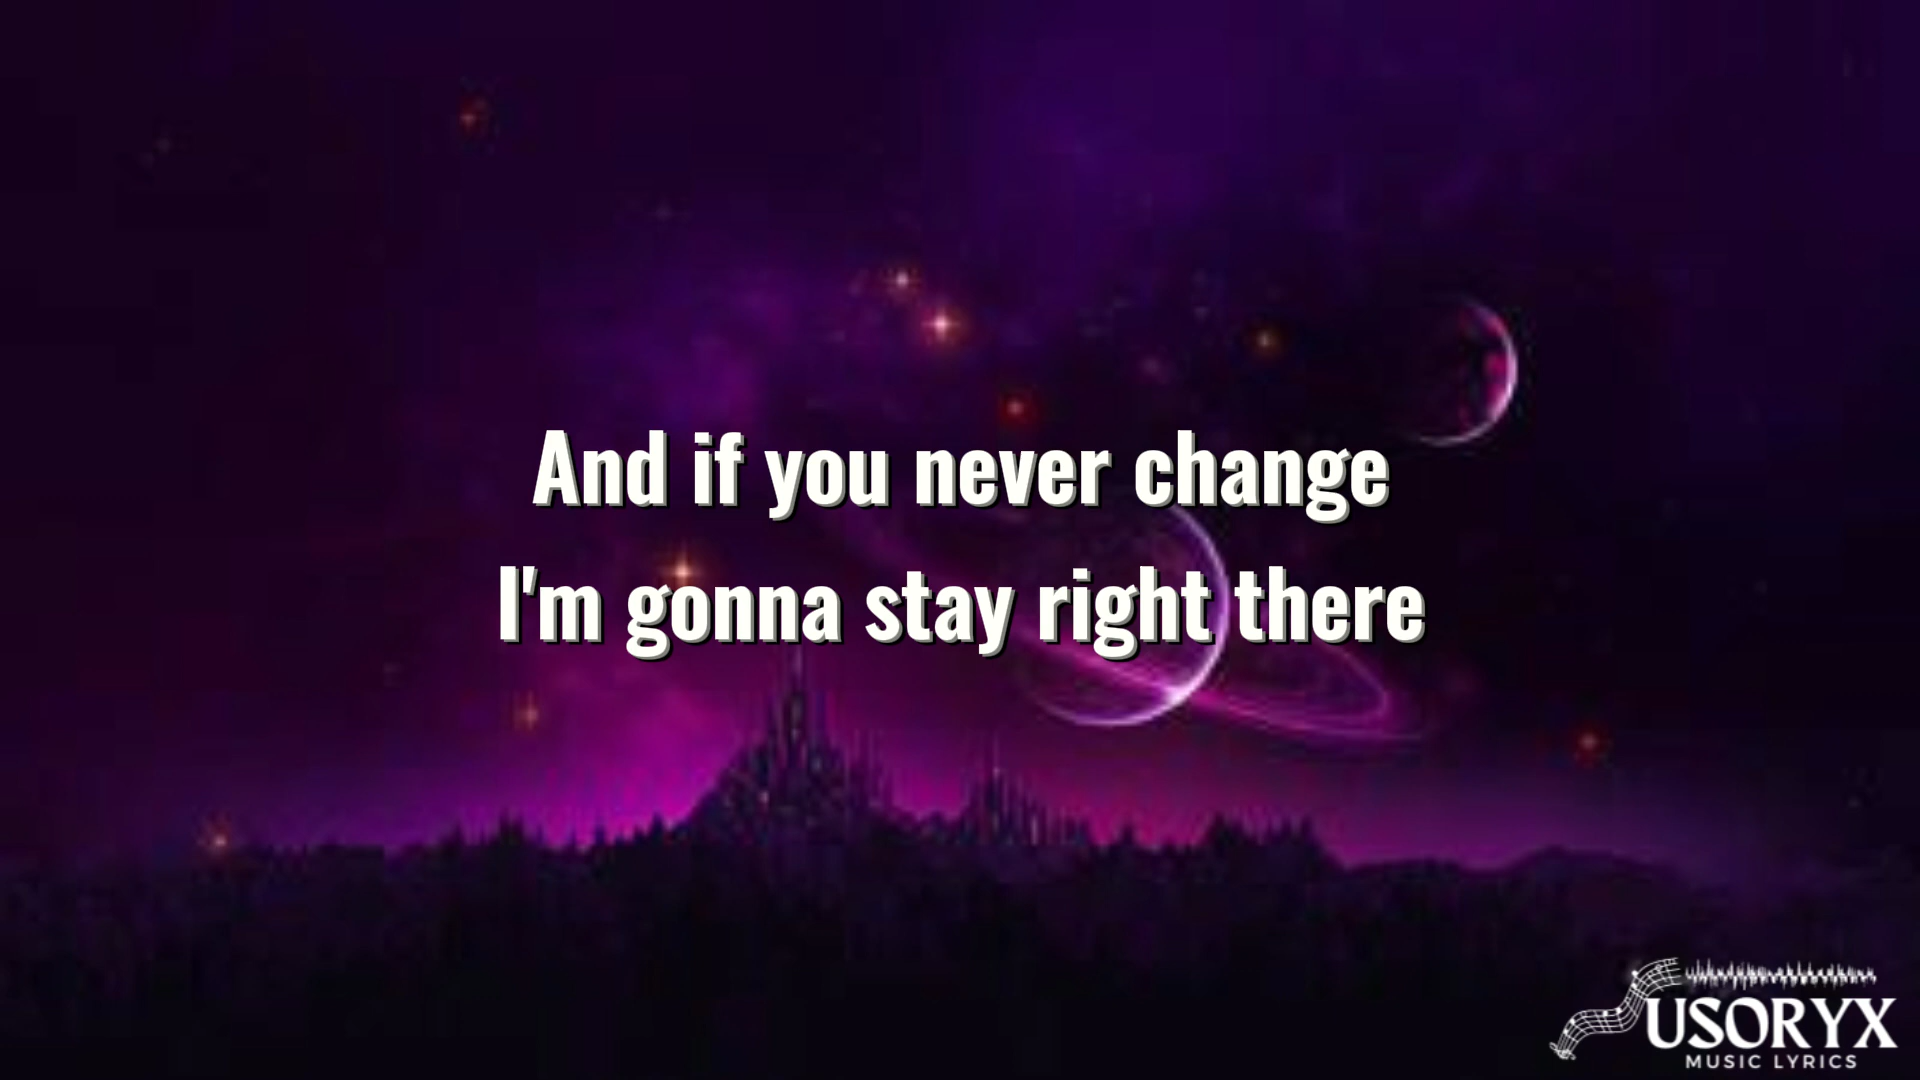 And if you never change
I'm gonna stay right there
USORYX
MUSIC LYRICS